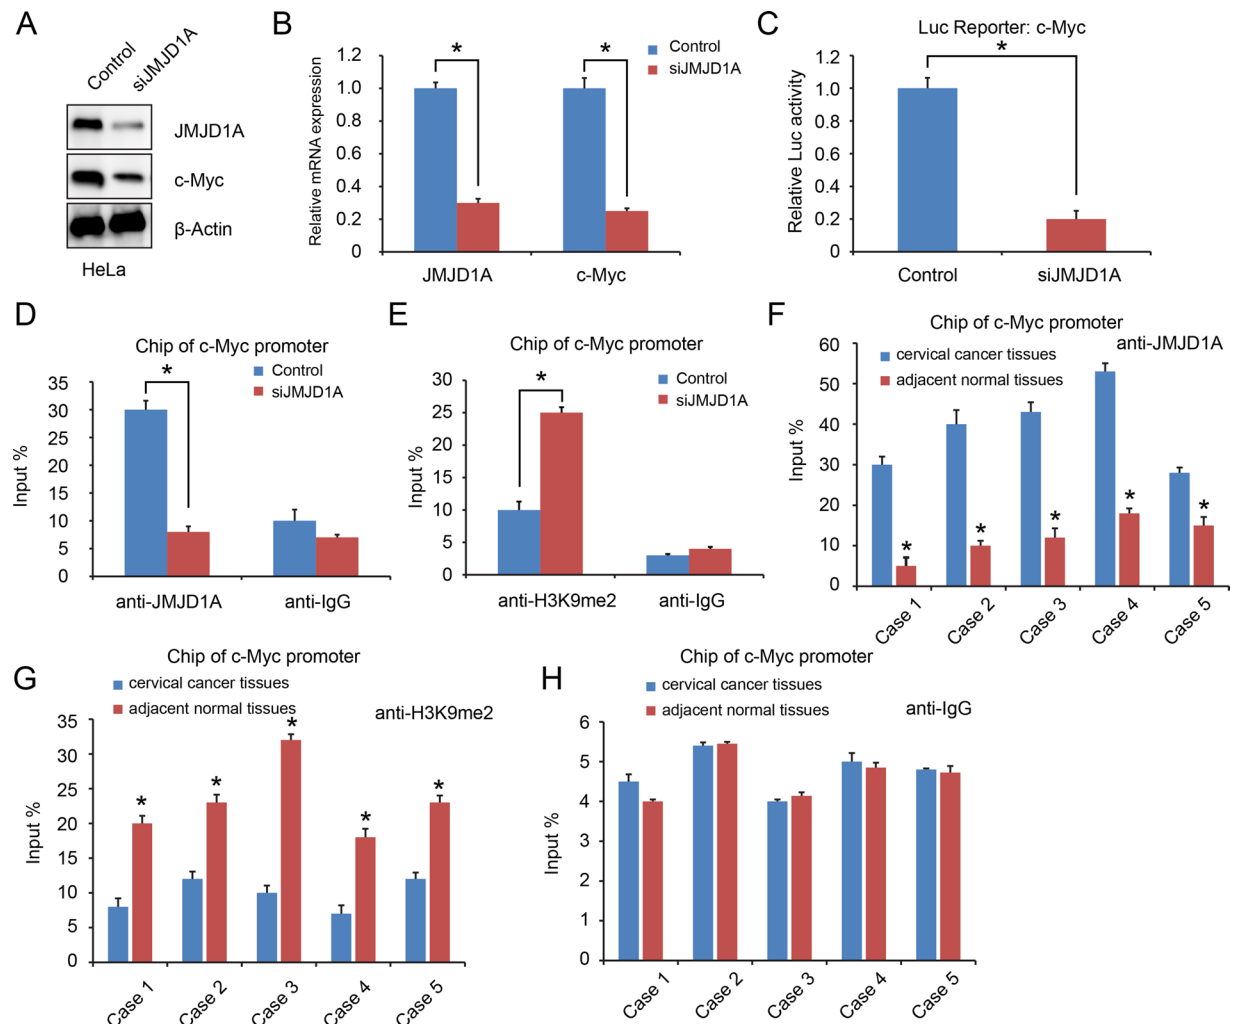 A
Control
siJMJD1A
JMJD1A
c-Myc
β-Actin
HeLa
B
Control
siJMJD1A
Relative mRNA expression
1.2
1.0
0.8
0.6
0.4
0.2
0
*
*
JMJD1A
c-Myc
C
Luc Reporter: c-Myc
Relative Luc activity
1.2
1.0
0.8
0.6
0.4
0.2
0
*
Control
siJMJD1A
D
Chip of c-Myc promoter
Control
siJMJD1A
Input %
35
30
25
20
15
10
5
0
*
anti-JMJD1A
anti-IgG
E
Chip of c-Myc promoter
Control
siJMJD1A
Input %
30
25
20
15
10
5
0
*
anti-H3K9me2
anti-IgG
F
Chip of c-Myc promoter
anti-JMJD1A
cervical cancer tissues
adjacent normal tissues
Input %
60
50
40
30
20
10
0
*
*
*
*
*
Case 1
Case 2
Case 3
Case 4
Case 5
G
Chip of c-Myc promoter
cervical cancer tissues
adjacent normal tissues
anti-H3K9me2
Input %
35
30
25
20
15
10
5
0
*
*
*
*
*
Case 1
Case 2
Case 3
Case 4
Case 5
H
Chip of c-Myc promoter
cervical cancer tissues
adjacent normal tissues
anti-IgG
Input %
6
5
4
3
2
1
0
Case 1
Case 2
Case 3
Case 4
Case 5